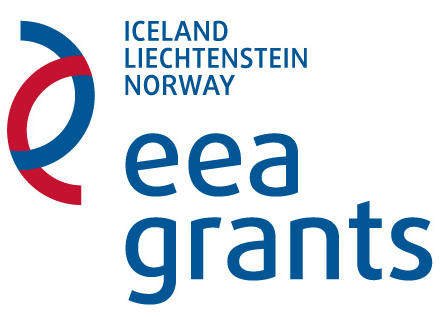 ICELAND
LIECHTENSTEIN
NORWAY
eea
grants